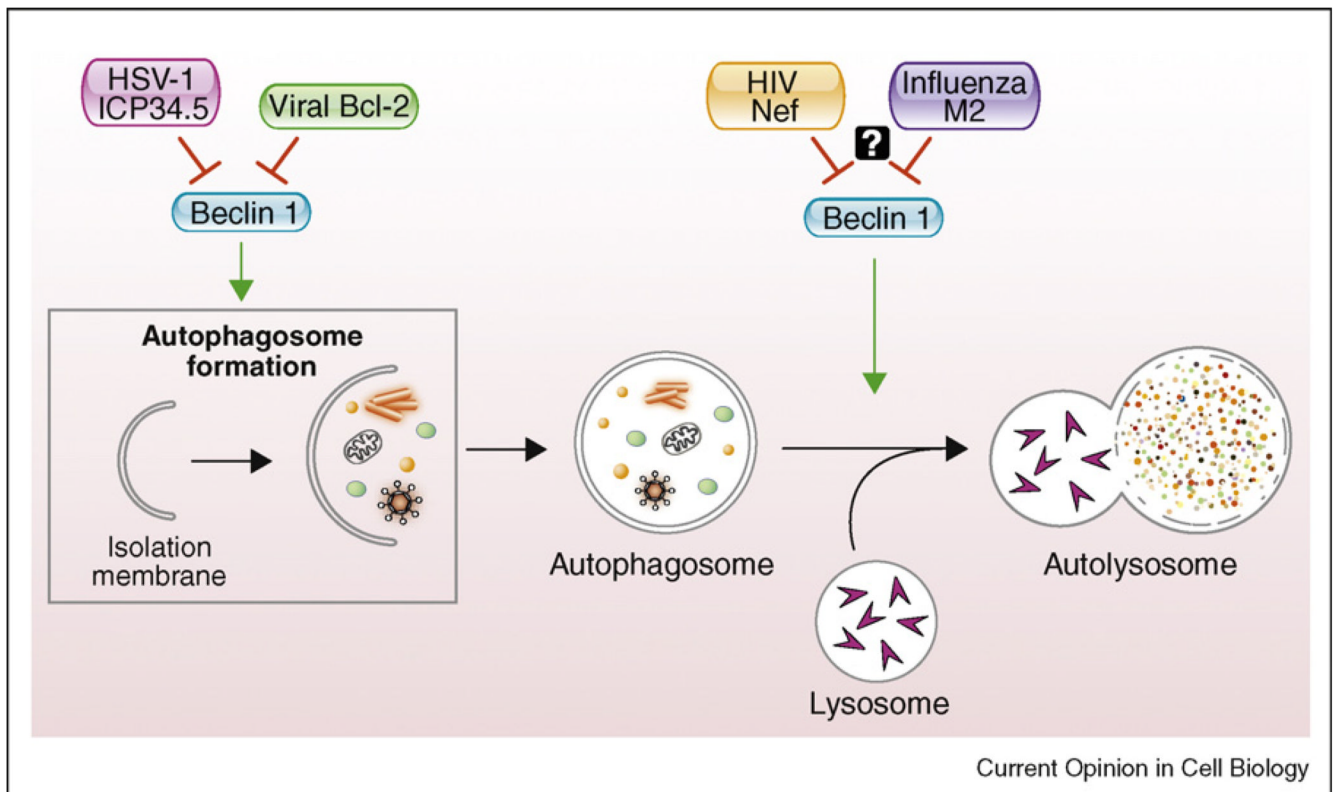 HSV-1
ICP34.5
Viral Bcl-2
Beclin 1
HIV
Nef
?
Influenza
M2
Beclin 1
Autophagosome
formation
Isolation
membrane
Autophagosome
Lysosome
Autolysosome
Current Opinion in Cell Biology